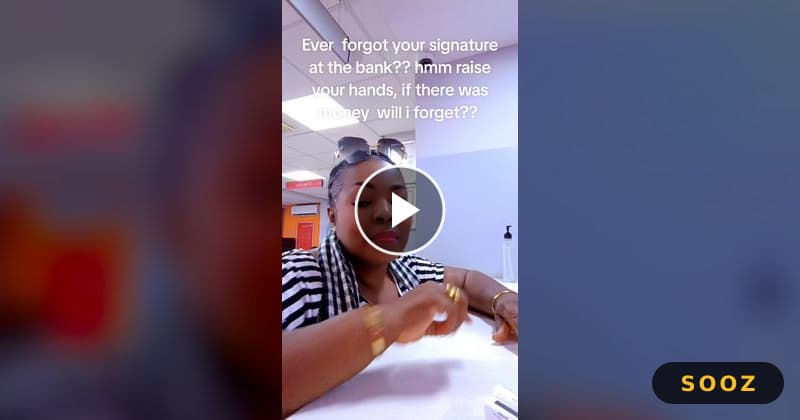 Ever  forgot your signature
at the bank?? hmm raise
your hands, if there was
money  will i forget??
SOOZ